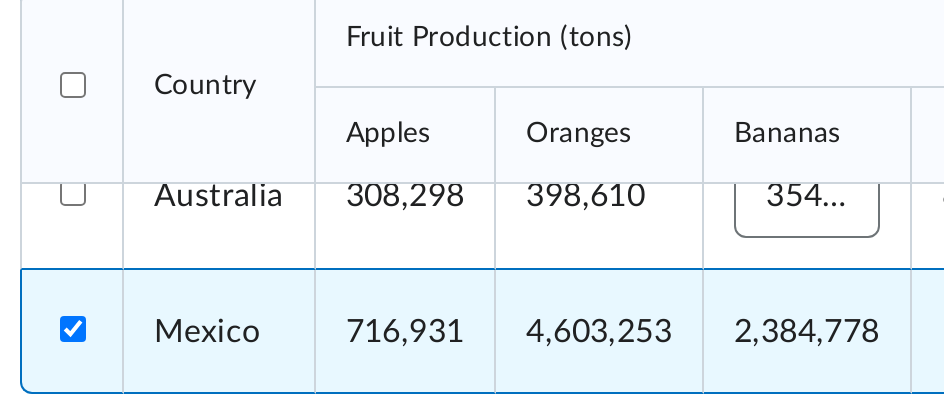 Fruit Production (tons)
Country
Apples Oranges Bananas
Australia 308,298 398,610 354...
Mexico 716,931 4,603,253 2,384,778